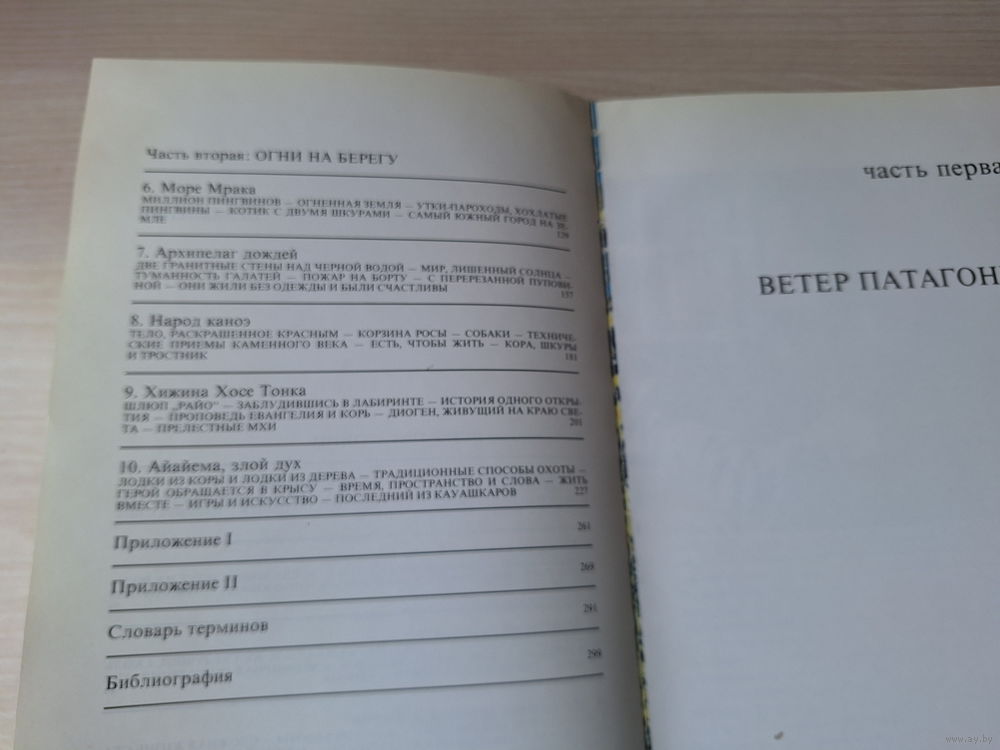 Часть вторая: ОГНИ НА БЕРЕГУ
6. Море Мрака
МИЛЛИОН ПИНГВИНОВ — ОГНЕННАЯ ЗЕМЛЯ — УТКИ-ПАРОХОДЫ, ХОХЛАТЫЕ
ПИНГВИНЫ — КОТИК С ДВУМЯ ШКУРАМИ — САМЫЙ ЮЖНЫЙ ГОРОД НА ЗЕ-
МЛЕ
129
7. Архипелаг дождей
ДВЕ ГРАНИТНЫЕ СТЕНЫ НАД ЧЕРНОЙ ВОДОЙ — МИР, ЛИШЕННЫЙ СОЛНЦА —
ТУМАННОСТЬ ГАЛАТЕЙ — ПОЖАР НА БОРТУ — С ПЕРЕРЕЗАННОЙ ПУПОВИ-
НОЙ — ОНИ ЖИЛИ БЕЗ ОДЕЖДЫ И БЫЛИ СЧАСТЛИВЫ
157
8. Народ каноэ
ТЕЛО, РАСКРАШЕННОЕ КРАСНЫМ — КОРЗИНА РОСЫ — СОБАКИ — ТЕХНИЧЕ-
СКИЕ ПРИЕМЫ КАМЕННОГО ВЕКА — ЕСТЬ, ЧТОБЫ ЖИТЬ — КОРА, ШКУРЫ
И ТРОСТНИК 181
9. Хижина Хосе Тонка
ШЛЮП „РАЙО“ — ЗАБЛУДИВШИСЬ В ЛАБИРИНТЕ — ИСТОРИЯ ОДНОГО ОТКРЫ-
ТИЯ — ПРОПОВЕДЬ ЕВАНГЕЛИЯ И КОРЬ — ДИОГЕН, ЖИВУЩИЙ НА КРАЮ СВЕ-
ТА — ПРЕЛЕСТНЫЕ МХИ 201
10. Айайема, злой дух
ЛОДКИ ИЗ КОРЫ И ЛОДКИ ИЗ ДЕРЕВА — ТРАДИЦИОННЫЕ СПОСОБЫ ОХОТЫ —
ГЕРОЙ ОБРАЩАЕТСЯ В КРЫСУ — ВРЕМЯ, ПРОСТРАНСТВО И СЛОВА — ЖИТЬ
ВМЕСТЕ — ИГРЫ И ИСКУССТВО — ПОСЛЕДНИЙ ИЗ КАУАШКАРОВ 227
Приложение I 261
Приложение II 269
Словарь терминов 291
Библиография 299
часть перва
ВЕТЕР ПАТАГОН
www.ay.by